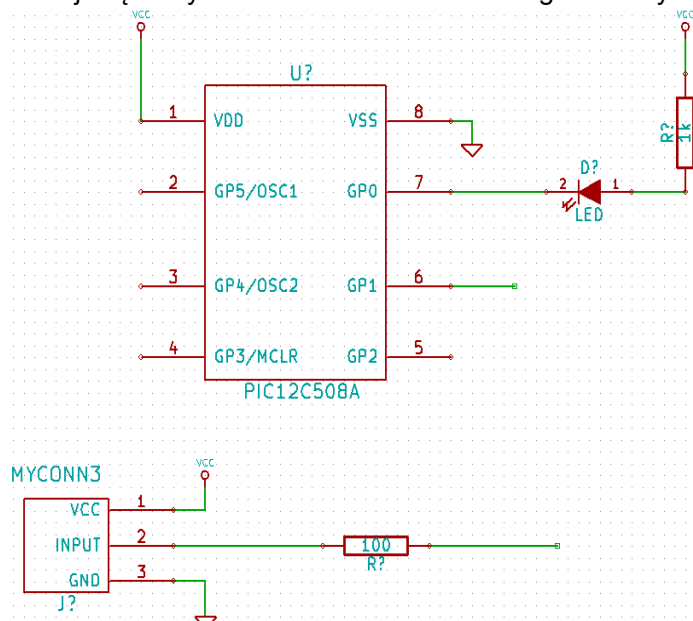 VCC
VCC
U?
1 VDD VSS 8
R? 1k
D?
2 GP5/OSC1 GP0 7
2 1
LED
3 GP4/OSC2 GP1 6
4 GP3/MCLR GP2 5
PIC12C508A
MYCONN3
VCC
VCC 1
INPUT 2
100
R?
GND 3
J?